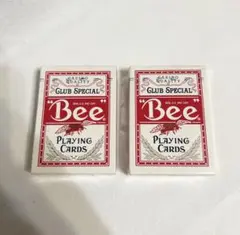 CLUB SPECIAL
"Bee"
PLAYING
CARDS
CLUB SPECIAL
"Bee"
PLAYING
CARDS